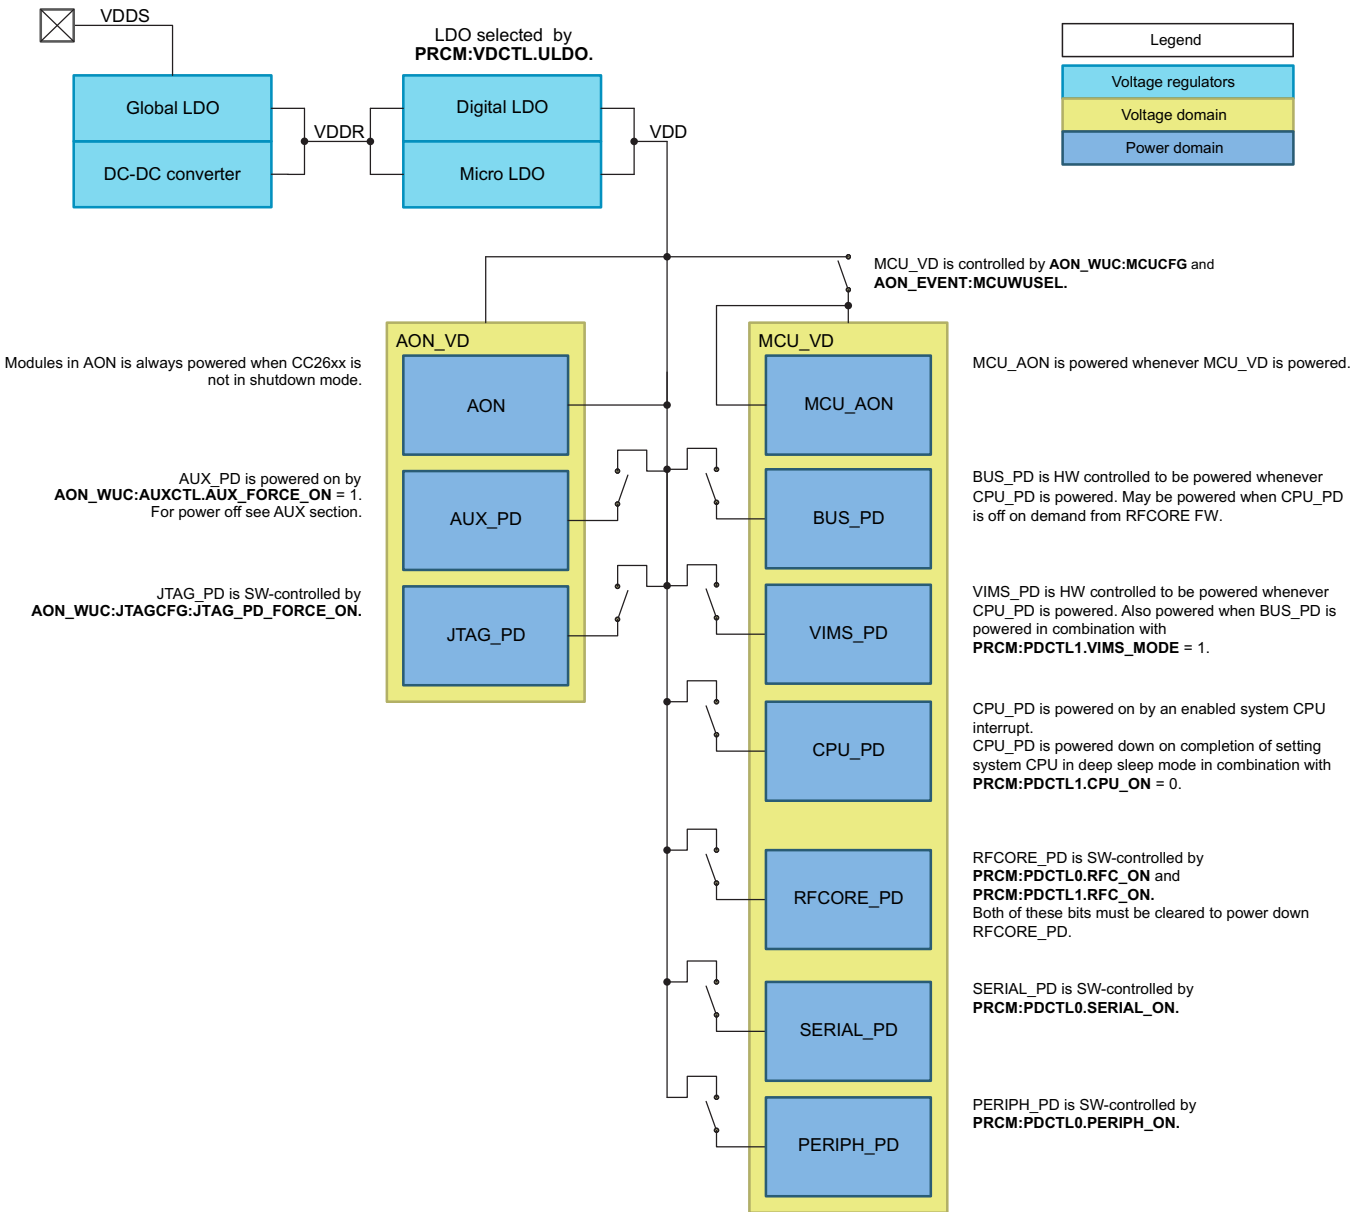 VDDS
LDO selected by
PRCM:VDCTL.ULDO.
Legend
Voltage regulators
Voltage domain
Power domain
Global LDO
DC-DC converter
VDDR
Digital LDO
Micro LDO
VDD
MCU_VD is controlled by AON_WUC:MCUCFG and
AON_EVENT:MCUWUSEL.
AON_VD
MCU_VD
Modules in AON is always powered when CC26xx is
not in shutdown mode.
AON
MCU_AON
MCU_AON is powered whenever MCU_VD is powered.
AUX_PD is powered on by
AON_WUC:AUXCTL.AUX_FORCE_ON = 1.
For power off see AUX section.
AUX_PD
BUS_PD
BUS_PD is HW controlled to be powered whenever
CPU_PD is powered. May be powered when CPU_PD
is off on demand from RFCORE FW.
JTAG_PD is SW-controlled by
AON_WUC:JTAGCFG:JTAG_PD_FORCE_ON.
JTAG_PD
VIMS_PD
VIMS_PD is HW controlled to be powered whenever
CPU_PD is powered. Also powered when BUS_PD is
powered in combination with
PRCM:PDCTL1.VIMS_MODE = 1.
CPU_PD
CPU_PD is powered on by an enabled system CPU
interrupt.
CPU_PD is powered down on completion of setting
system CPU in deep sleep mode in combination with
PRCM:PDCTL1.CPU_ON = 0.
RFCORE_PD
RFCORE_PD is SW-controlled by
PRCM:PDCTL0.RFC_ON and
PRCM:PDCTL1.RFC_ON.
Both of these bits must be cleared to power down
RFCORE_PD.
SERIAL_PD
SERIAL_PD is SW-controlled by
PRCM:PDCTL0.SERIAL_ON.
PERIPH_PD
PERIPH_PD is SW-controlled by
PRCM:PDCTL0.PERIPH_ON.